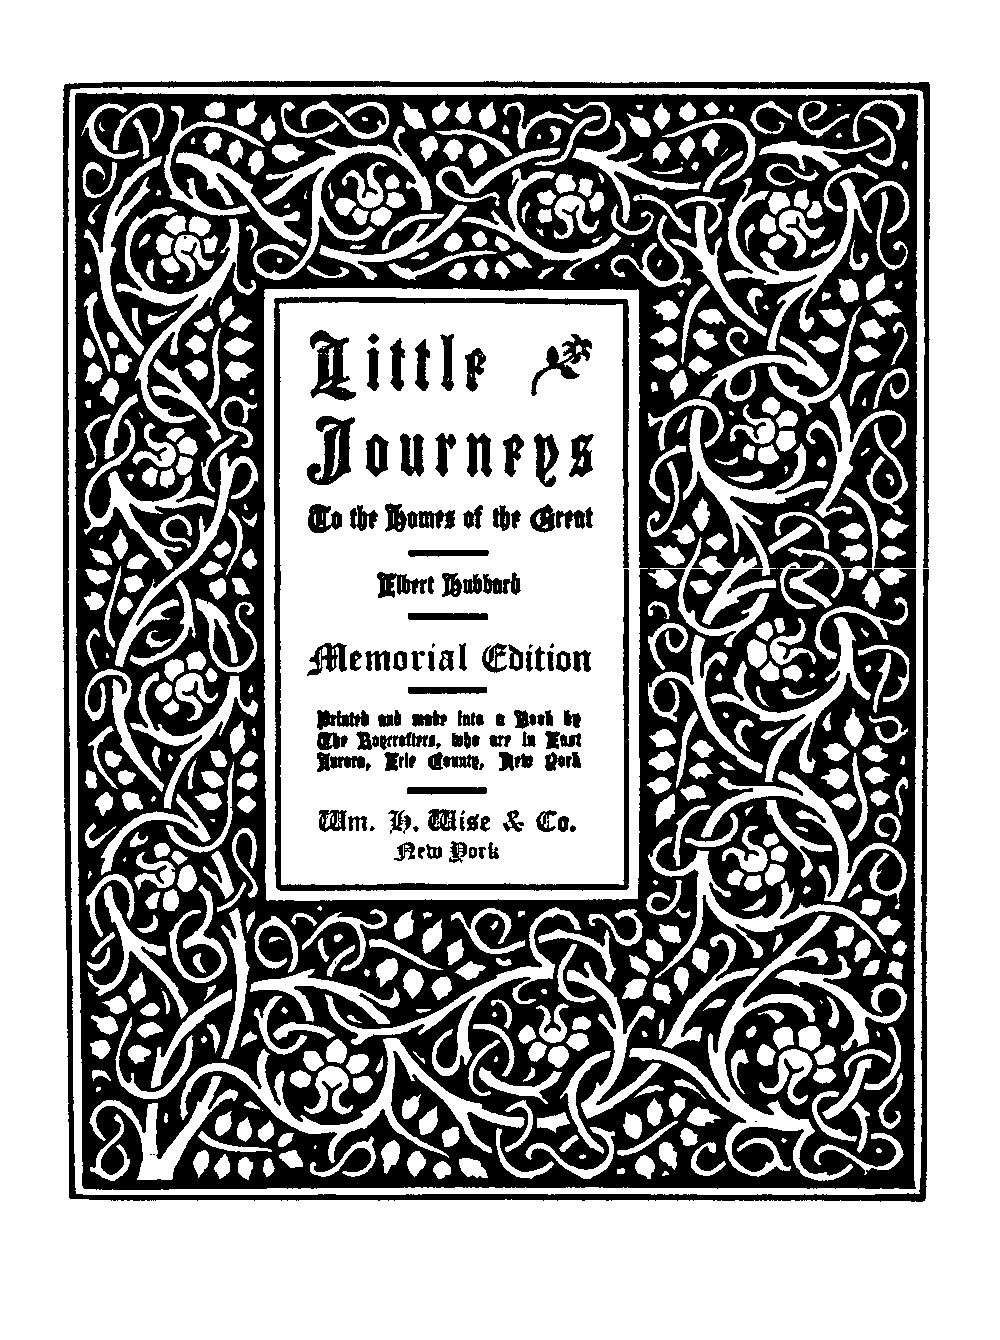 Little
Journeys
To the Homes of the Great
Elbert Hubbard
Memorial Edition
Printed and made into a Book by
The Roycrofters, who are in East
Aurora, Erie County, New York
Wm. H. Wise & Co.
New York